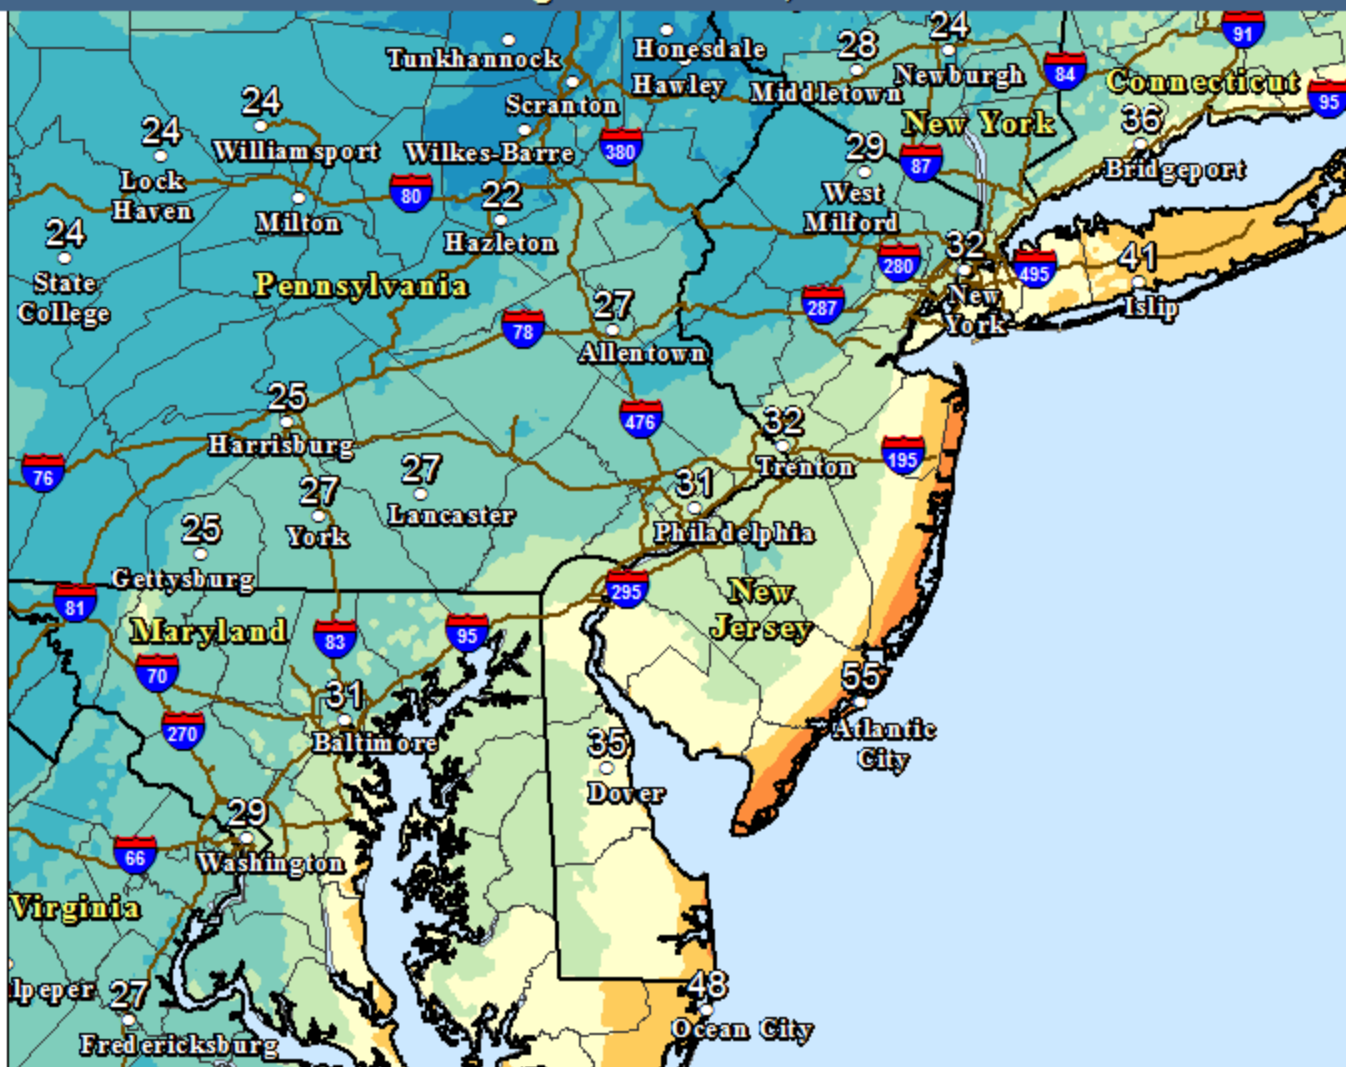 91
24
28
Honesdale
Tunkhannock
Newburgh
84
Connecticut
Hawley
Middletown
95
Scranton
24
New York
36
24
Williamsport
Wilkes-Barre
380
29
87
Bridgeport
Lock
Haven
80
22
West
Milford
Milton
24
Hazleton
32
41
280
495
State
College
Pennsylvania
New
York
287
Islip
27
78
Allentown
25
476
32
Harrisburg
195
76
27
Trenton
27
31
Lancaster
25
York
Philadelphia
Gettysburg
295
New
Jersey
81
Maryland
83
95
70
55
31
270
Atlantic
City
Baltimore
35
Dover
29
66
Washington
Virginia
48
lpeper
27
Ocean City
Fredericksburg